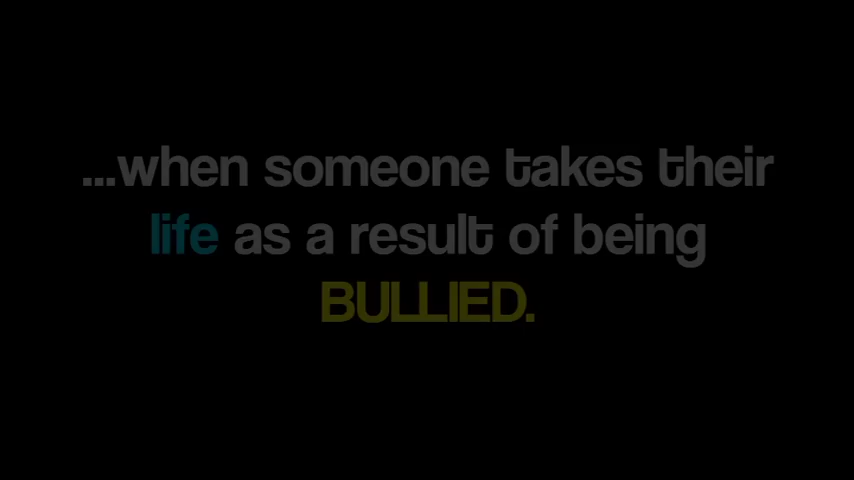 ...when someone takes their
life as a result of being
BULLIED.